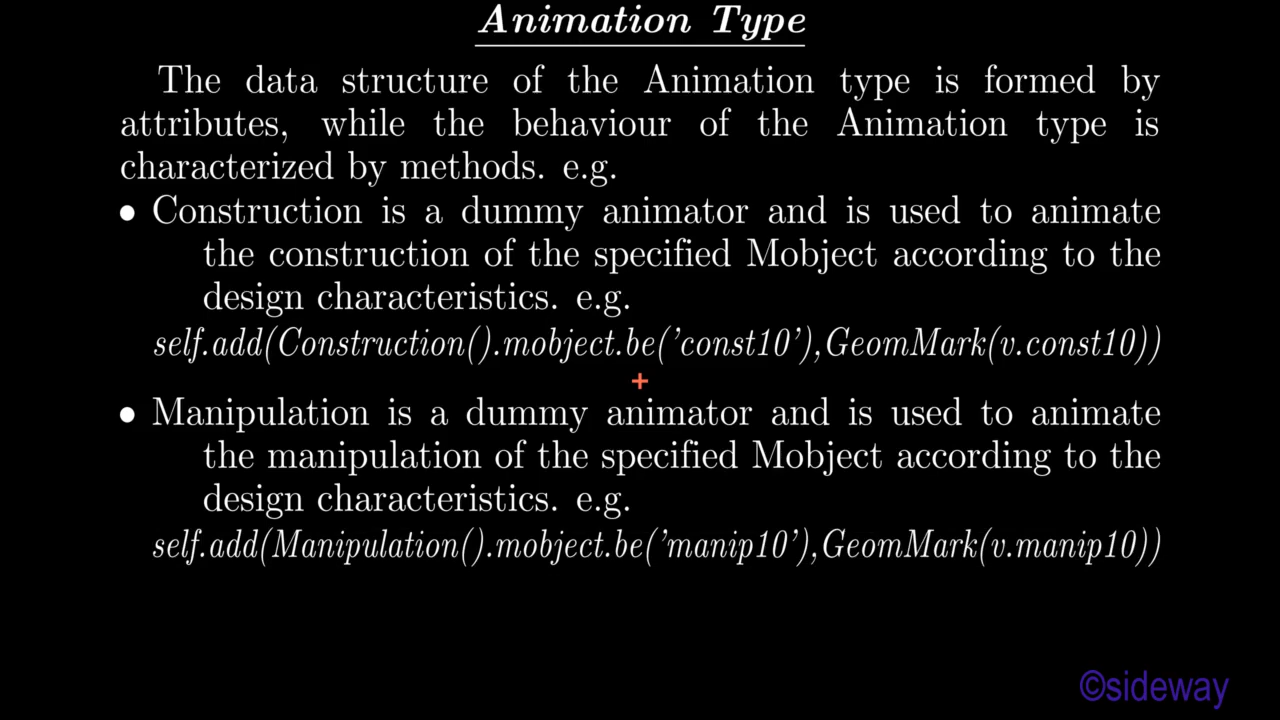 Animation Type
The data structure of the Animation type is formed by
attributes, while the behaviour of the Animation type is
characterized by methods. e.g.
• Construction is a dummy animator and is used to animate
the construction of the specified Mobject according to the
design characteristics. e.g.
self.add(Construction().mobject.be('const10'),GeomMark(v.const10))
+
• Manipulation is a dummy animator and is used to animate
the manipulation of the specified Mobject according to the
design characteristics. e.g.
self.add(Manipulation().mobject.be('manip10'),GeomMark(v.manip10))
©sideway